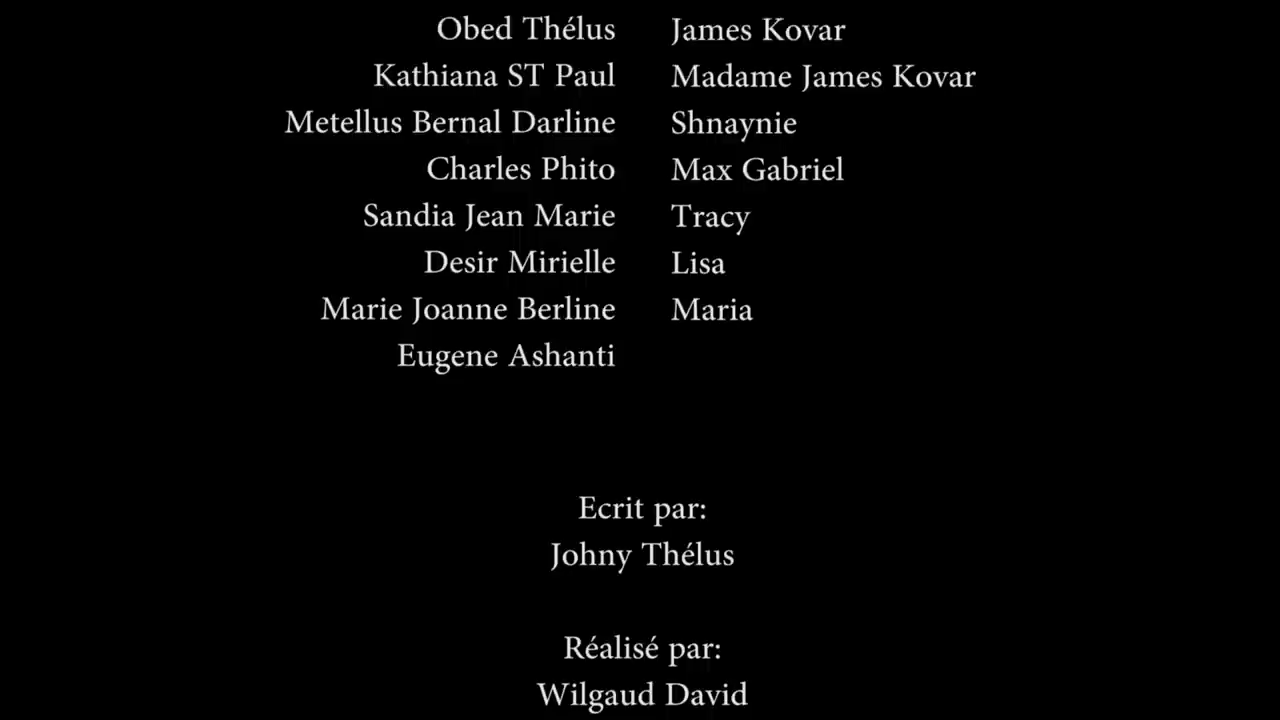 Obed Thélus James Kovar
Kathiana ST Paul Madame James Kovar
Metellus Bernal Darline Shnaynie
Charles Phito Max Gabriel
Sandia Jean Marie Tracy
Desir Mirielle Lisa
Marie Joanne Berline Maria
Eugene Ashanti
Ecrit par:
Johny Thélus
Réalisé par:
Wilgaud David